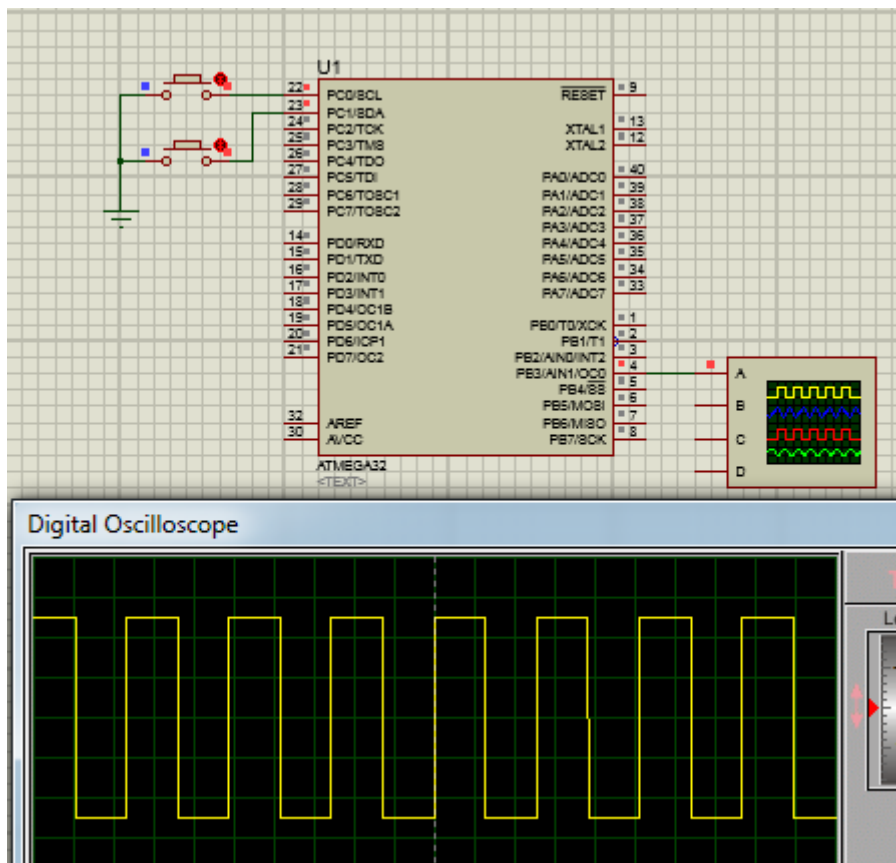 U1
22 PC0/SCL
23 PC1/SDA
24 PC2/TCK
25 PC3/TMS
26 PC4/TDO
27 PC5/TDI
28 PC6/TOSC1
29 PC7/TOSC2
14 PD0/RXD
15 PD1/TXD
16 PD2/INT0
17 PD3/INT1
18 PD4/OC1B
19 PD5/OC1A
20 PD6/ICP1
21 PD7/OC2
32 AREF
30 AVCC
RESET 9
XTAL1 13
XTAL2 12
PA0/ADC0 40
PA1/ADC1 39
PA2/ADC2 38
PA3/ADC3 37
PA4/ADC4 36
PA5/ADC5 35
PA6/ADC6 34
PA7/ADC7 33
PB0/T0/XCK 1
PB1/T1 2
PB2/AIN0/INT2 3
PB3/AIN1/OC0 4
PB4/SS 5
PB5/MOSI 6
PB6/MISO 7
PB7/SCK 8
ATMEGA32
<TEXT>
A
B
C
D
Digital Oscilloscope